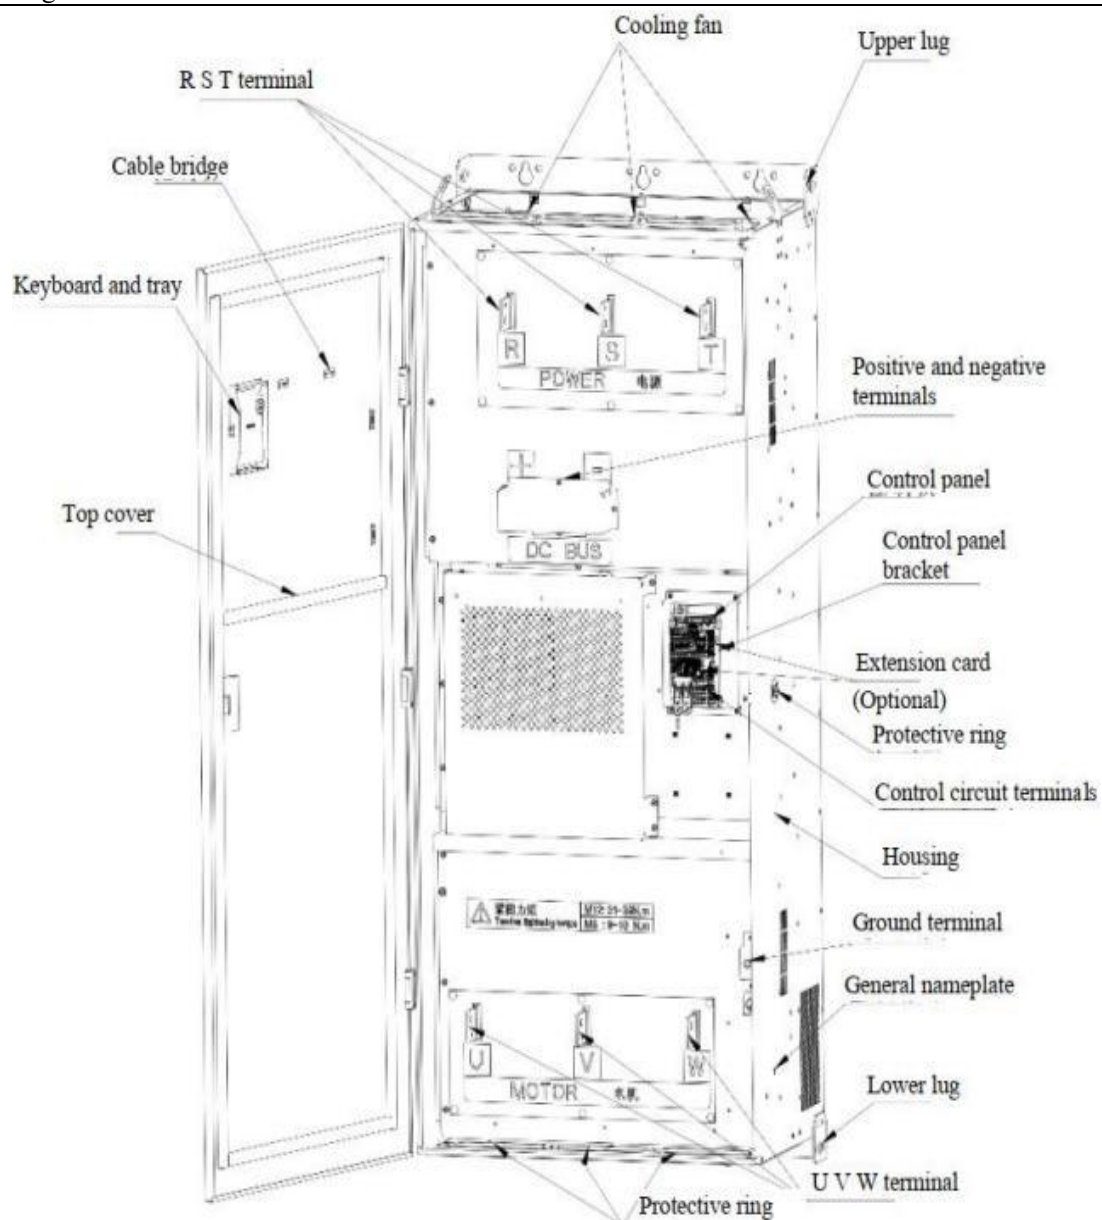 Cooling fan
Upper lug
R S T terminal
Cable bridge
Keyboard and tray
R
S
T
POWER 电源
Positive and negative
terminals
Control panel
Top cover
DC BUS
Control panel
bracket
Extension card
(Optional)
Protective ring
Control circuit terminals
Housing
Ground terminal
General nameplate
U
V
W
MOTOR 电机
Lower lug
U V W terminal
Protective ring